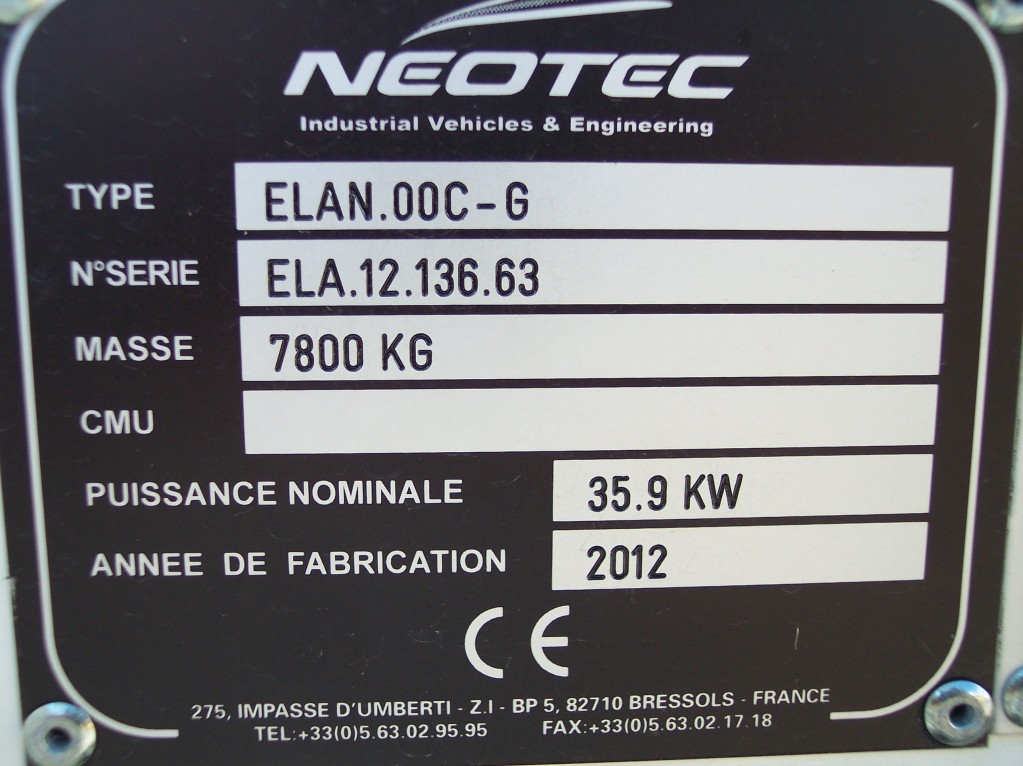 NEOTEC
Industrial Vehicles & Engineering
TYPE ELAN.00C-G
N°SERIE ELA.12.136.63
MASSE 7800 KG
CMU
PUISSANCE NOMINALE 35.9 KW
ANNEE DE FABRICATION 2012
CE
275, IMPASSE D'UMBERTI - Z.I - BP 5, 82710 BRESSOLS - FRANCE
TEL:+33(0)5.63.02.95.95 FAX:+33(0)5.63.02.17.18